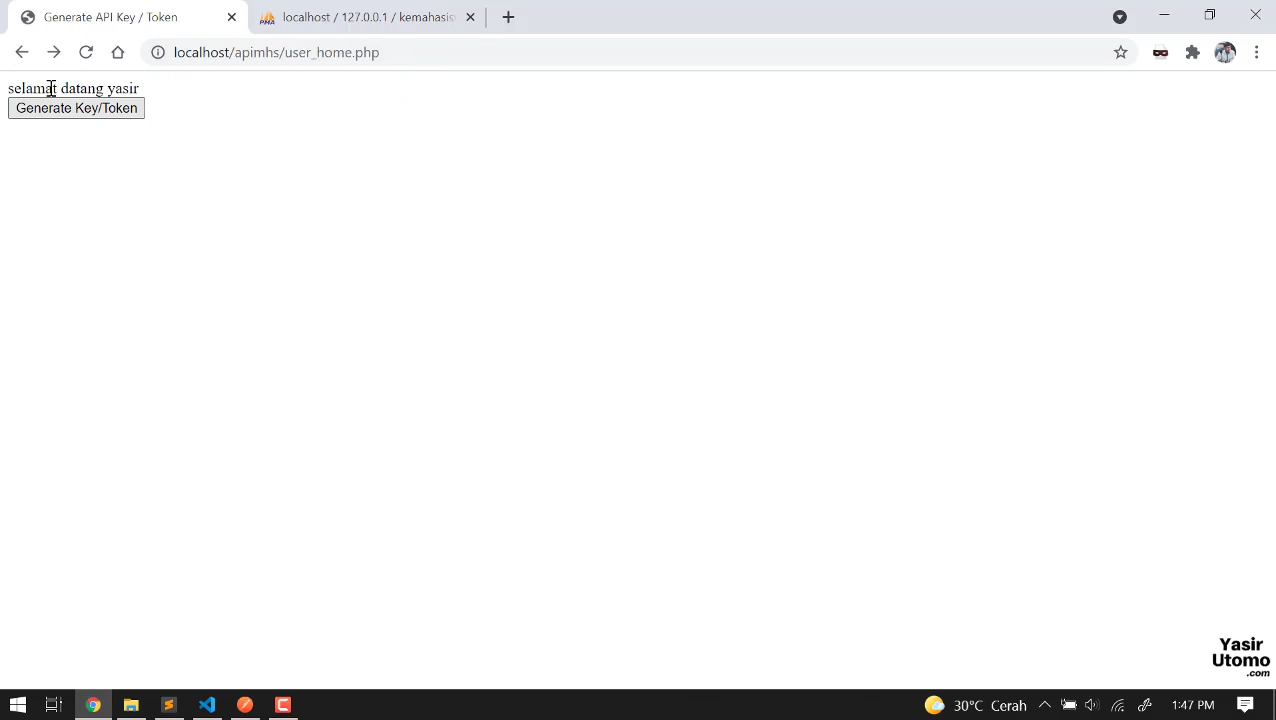 Generate API Key / Token
PMA
localhost / 127.0.0.1 / kemahasis
localhost/apimhs/user_home.php
selamat datang yasir
Generate Key/Token
Yasir
Utomo
.com
30°C Cerah
1:47 PM